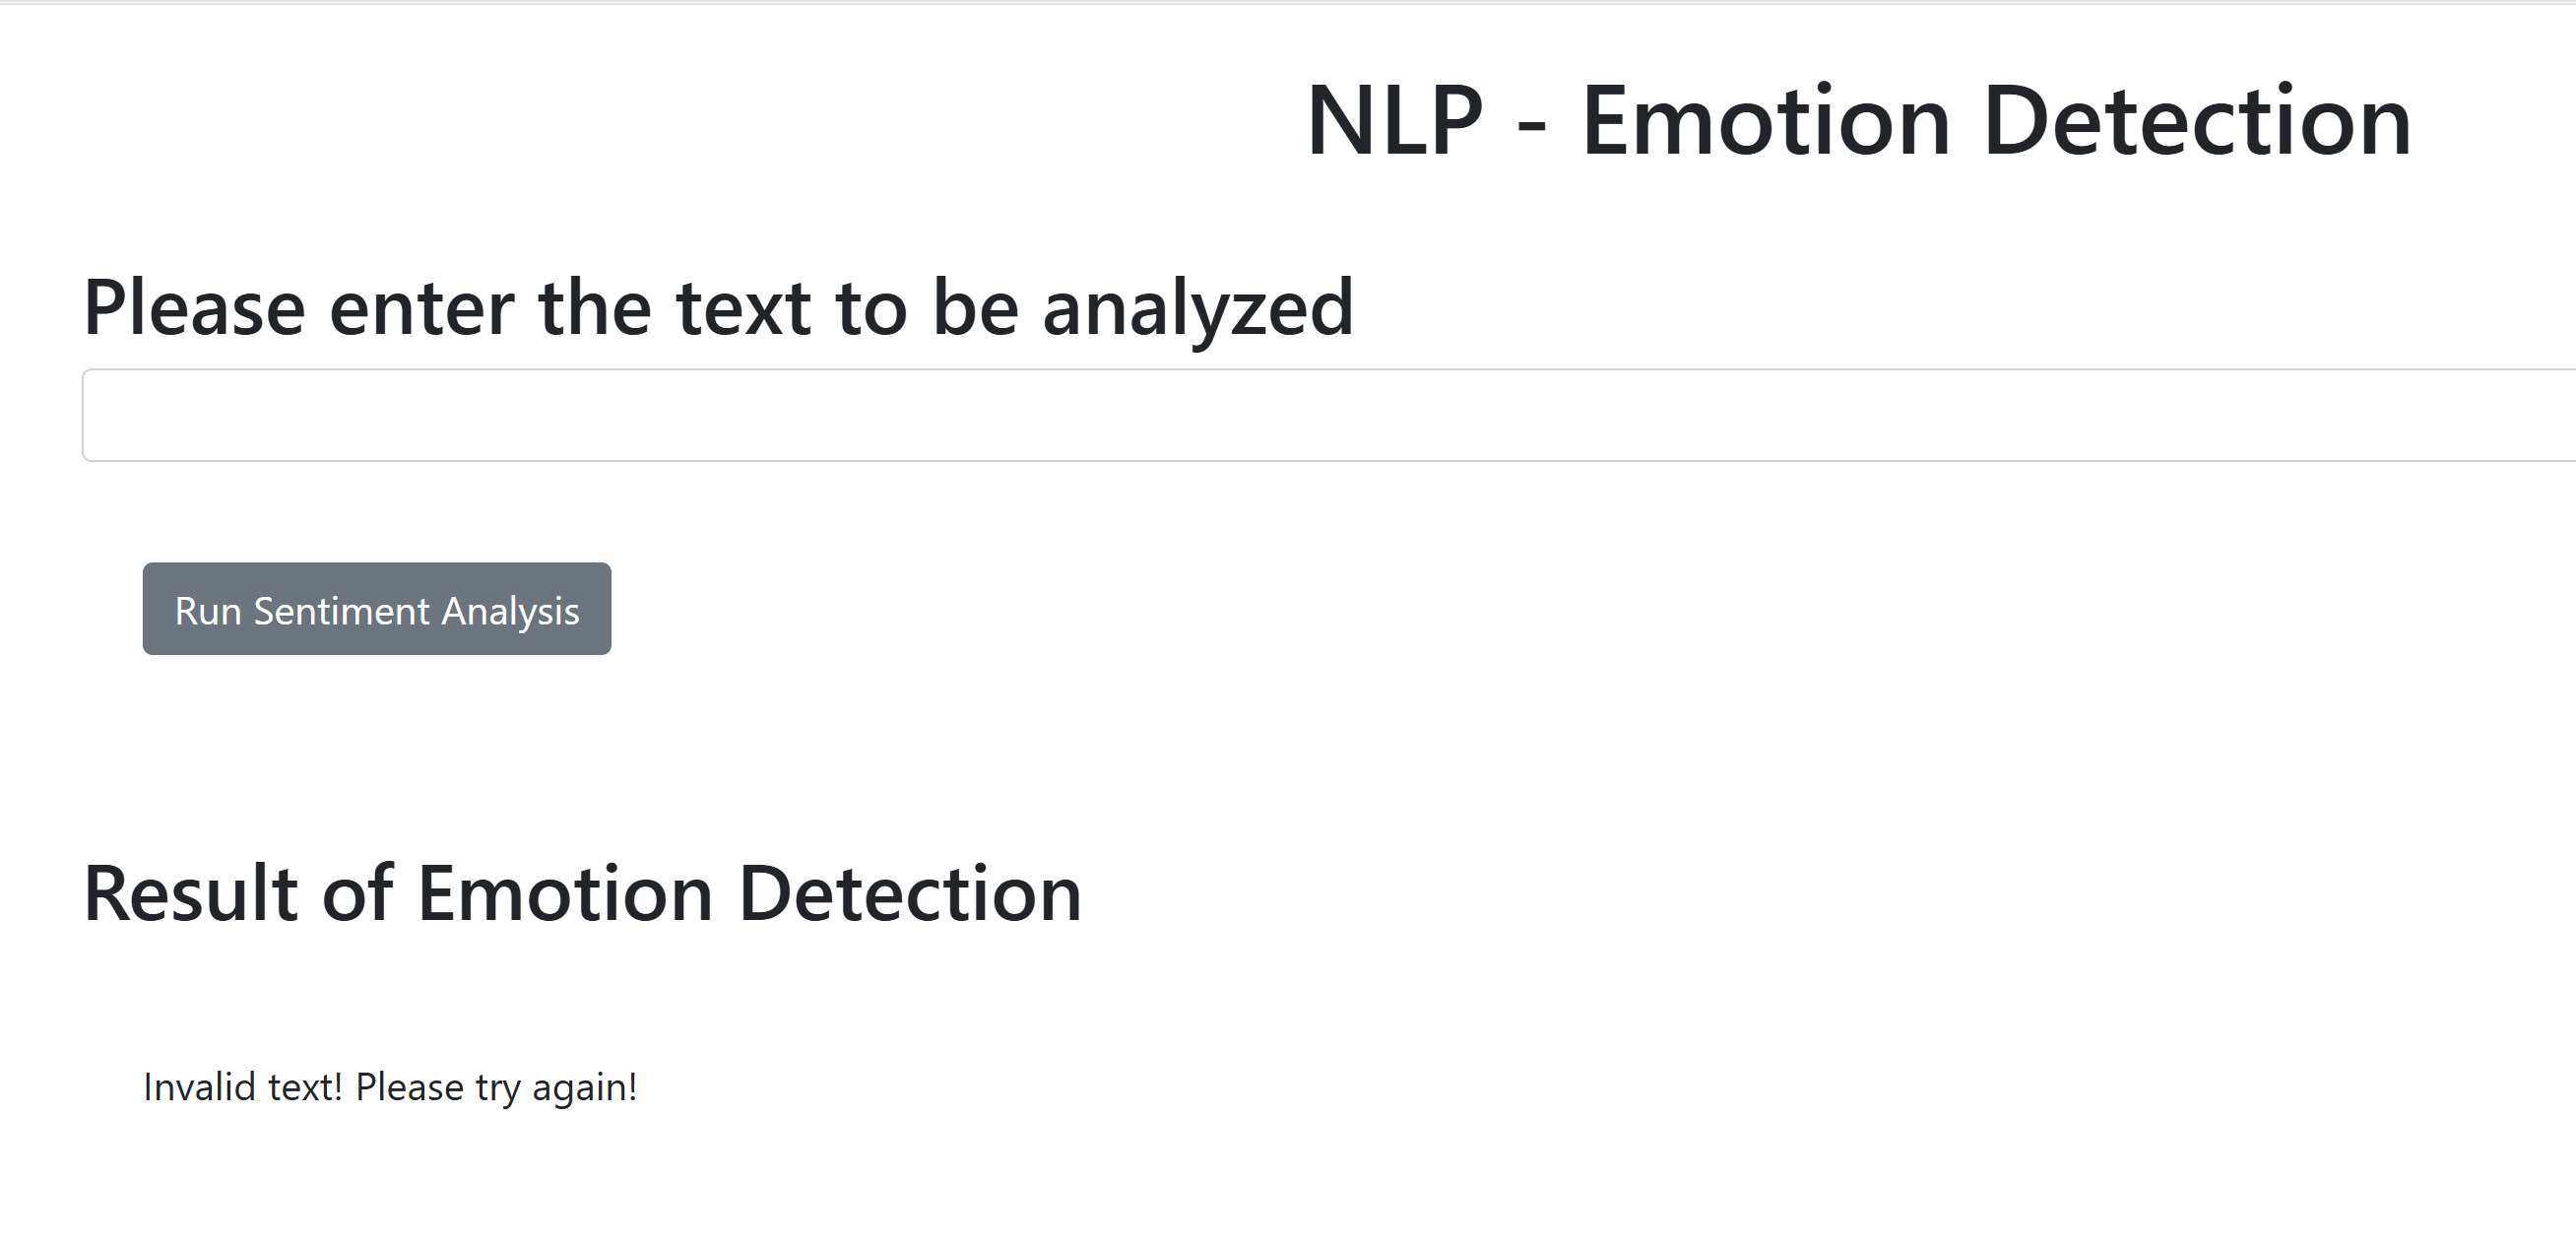 NLP - Emotion Detection
Please enter the text to be analyzed
Run Sentiment Analysis
Result of Emotion Detection
Invalid text! Please try again!